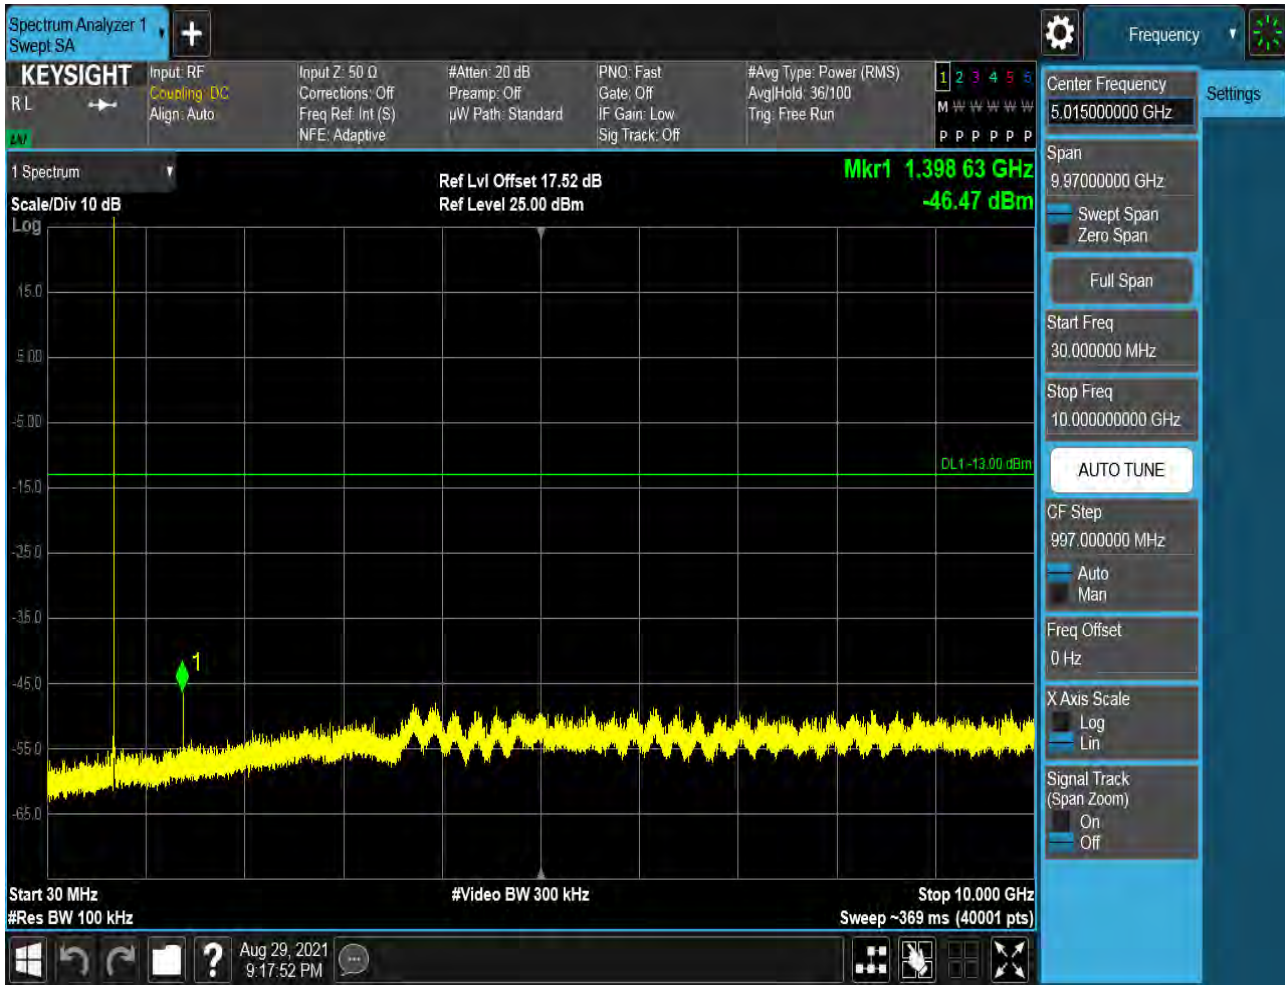 Spectrum Analyzer 1
Swept SA
Frequency
KEYSIGHT
R L
Input: RF
Coupling: DC
Align: Auto
Input Z: 50 Ω
Corrections: Off
Freq Ref: Int (S)
NFE: Adaptive
#Atten: 20 dB
Preamp: Off
µW Path: Standard
PNO: Fast
Gate: Off
IF Gain: Low
Sig Track: Off
#Avg Type: Power (RMS)
Avg|Hold: 36/100
Trig: Free Run
1 2 3 4 5 6
M W W W W W
P P P P P P
1 Spectrum
Scale/Div 10 dB
Log
Ref Lvl Offset 17.52 dB
Ref Level 25.00 dBm
Mkr1 1.398 63 GHz
-46.47 dBm
15.0
5.00
-5.00
DL1 -13.00 dBm
-15.0
-25.0
-35.0
1
-45.0
-55.0
-65.0
Start 30 MHz
#Res BW 100 kHz
#Video BW 300 kHz
Stop 10.000 GHz
Sweep ~369 ms (40001 pts)
Center Frequency
5.015000000 GHz
Settings
Span
9.97000000 GHz
Swept Span
Zero Span
Full Span
Start Freq
30.000000 MHz
Stop Freq
10.000000000 GHz
AUTO TUNE
CF Step
997.000000 MHz
Auto
Man
Freq Offset
0 Hz
X Axis Scale
Log
Lin
Signal Track
(Span Zoom)
On
Off
?
Aug 29, 2021
9:17:52 PM